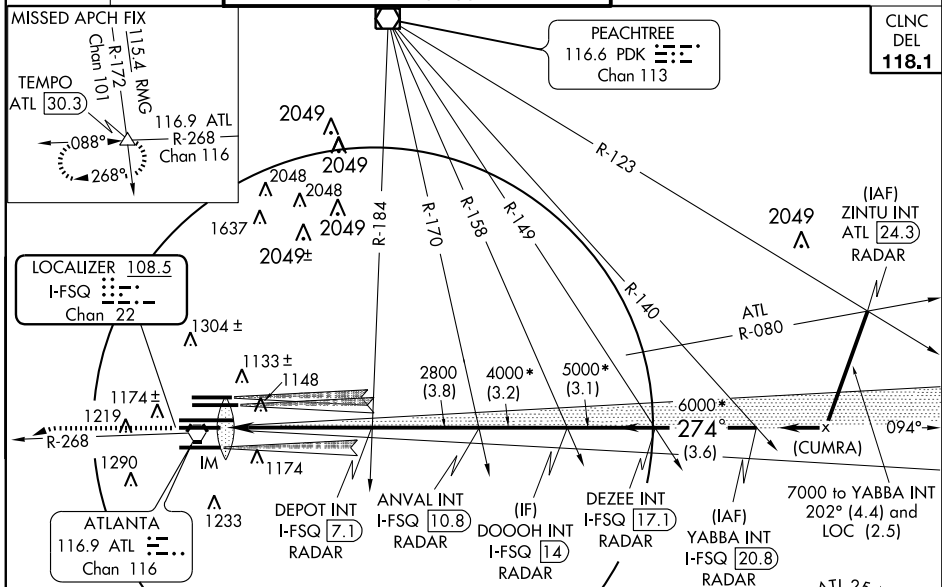 MISSED APCH FIX
115.4 RMG
R-172
Chan 101
TEMPO
ATL 30.3
116.9 ATL
R-268
Chan 116
088°
268°
PEACHTREE
116.6 PDK
Chan 113
CLNC
DEL
118.1
2049
2049
2048
2048
1637
2049
2049±
R-184
R-170
R-158
R-149
R-140
R-123
2049
(IAF)
ZINTU INT
ATL 24.3
RADAR
LOCALIZER 108.5
I-FSQ
Chan 22
1304 ±
1133 ±
1148
1174 ±
1219
R-268
1290
IM
1174
1233
ATL
R-080
2800
(3.8)
4000*
(3.2)
5000*
(3.1)
6000*
274°
(3.6)
(CUMRA)
094°
ATLANTA
116.9 ATL
Chan 116
DEPOT INT
I-FSQ 7.1
RADAR
ANVAL INT
I-FSQ 10.8
RADAR
(IF)
DOOOH INT
I-FSQ 14
RADAR
DEZEE INT
I-FSQ 17.1
RADAR
(IAF)
YABBA INT
I-FSQ 20.8
RADAR
7000 to YABBA INT
202° (4.4) and
LOC (2.5)
ATL 25